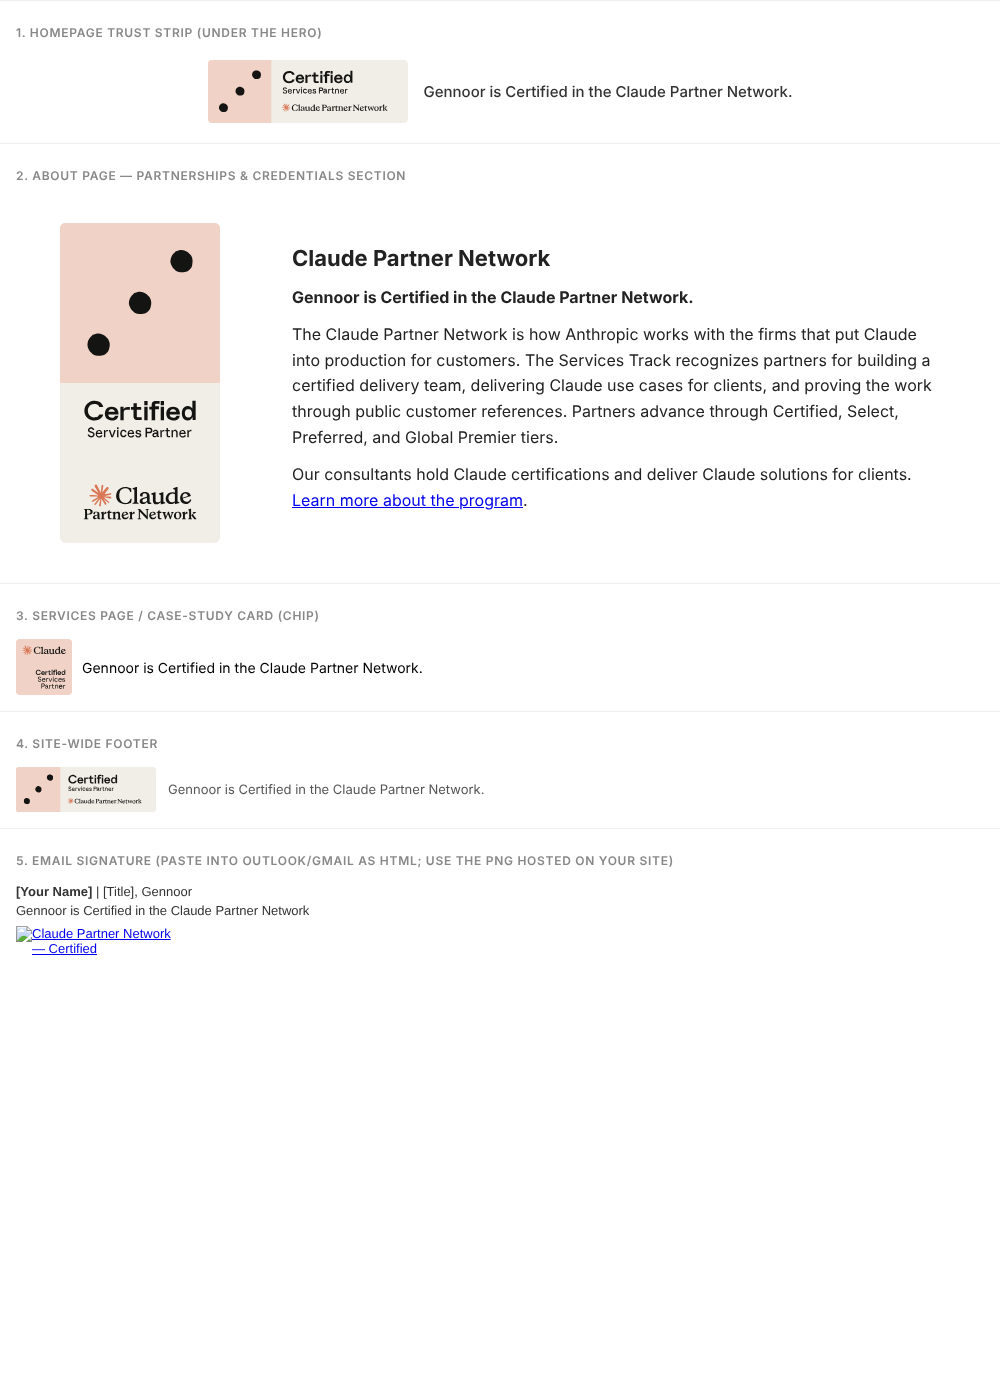 1. HOMEPAGE TRUST STRIP (UNDER THE HERO)
Certified
Services Partner
Claude Partner Network
Gennoor is Certified in the Claude Partner Network.
2. ABOUT PAGE — PARTNERSHIPS & CREDENTIALS SECTION
Certified
Services Partner
Claude
Partner Network
Claude Partner Network
Gennoor is Certified in the Claude Partner Network.
The Claude Partner Network is how Anthropic works with the firms that put Claude
into production for customers. The Services Track recognizes partners for building a
certified delivery team, delivering Claude use cases for clients, and proving the work
through public customer references. Partners advance through Certified, Select,
Preferred, and Global Premier tiers.
Our consultants hold Claude certifications and deliver Claude solutions for clients.
Learn more about the program.
3. SERVICES PAGE / CASE-STUDY CARD (CHIP)
Claude
Certified
Services
Partner
Gennoor is Certified in the Claude Partner Network.
4. SITE-WIDE FOOTER
Certified
Services Partner
Claude Partner Network
Gennoor is Certified in the Claude Partner Network.
5. EMAIL SIGNATURE (PASTE INTO OUTLOOK/GMAIL AS HTML; USE THE PNG HOSTED ON YOUR SITE)
[Your Name] | [Title], Gennoor
Gennoor is Certified in the Claude Partner Network
Claude Partner Network
— Certified